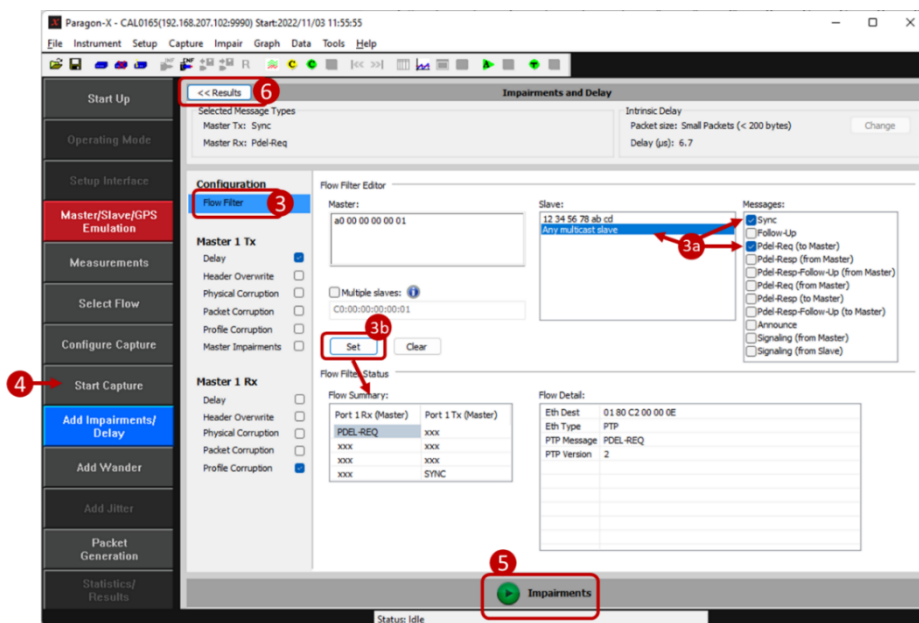 Paragon-X - CAL0165(192.168.207.102:9990) Start:2022/11/03 11:55:55
File Instrument Setup Capture Impair Graph Data Tools Help
Start Up
Operating Mode
Setup Interface
Master/Slave/GPS
Emulation
Measurements
Select Flow
Configure Capture
4
Start Capture
Add Impairments/
Delay
Add Wander
Add Jitter
Packet
Generation
Statistics/
Results
<< Results
6
Impairments and Delay
Selected Message Types
Master Tx: Sync
Master Rx: Pdel-Req
Intrinsic Delay
Packet size: Small Packets (< 200 bytes)
Delay (µs): 6.7
Change
Configuration
Flow Filter
3
Master 1 Tx
Delay
Header Overwrite
Physical Corruption
Packet Corruption
Profile Corruption
Master Impairments
Master 1 Rx
Delay
Header Overwrite
Physical Corruption
Packet Corruption
Profile Corruption
Flow Filter Editor
Master:
a0 00 00 00 00 01
Multiple slaves:
C0:00:00:00:00:01
3b
Set
Clear
Slave:
12 34 56 78 ab cd
Any multicast slave
3a
Messages:
Sync
Follow-Up
Pdel-Req (to Master)
Pdel-Resp (from Master)
Pdel-Resp-Follow-Up (from Master)
Pdel-Req (from Master)
Pdel-Resp (to Master)
Pdel-Resp-Follow-Up (to Master)
Announce
Signaling (from Master)
Signaling (from Slave)
Flow Filter Status
Flow Summary:
Port 1 Rx (Master) Port 1 Tx (Master)
PDEL-REQ xxx
xxx xxx
xxx xxx
xxx SYNC
Flow Detail:
Eth Dest 01 80 C2 00 00 0E
Eth Type PTP
PTP Message PDEL-REQ
PTP Version 2
5
Impairments
Status: Idle